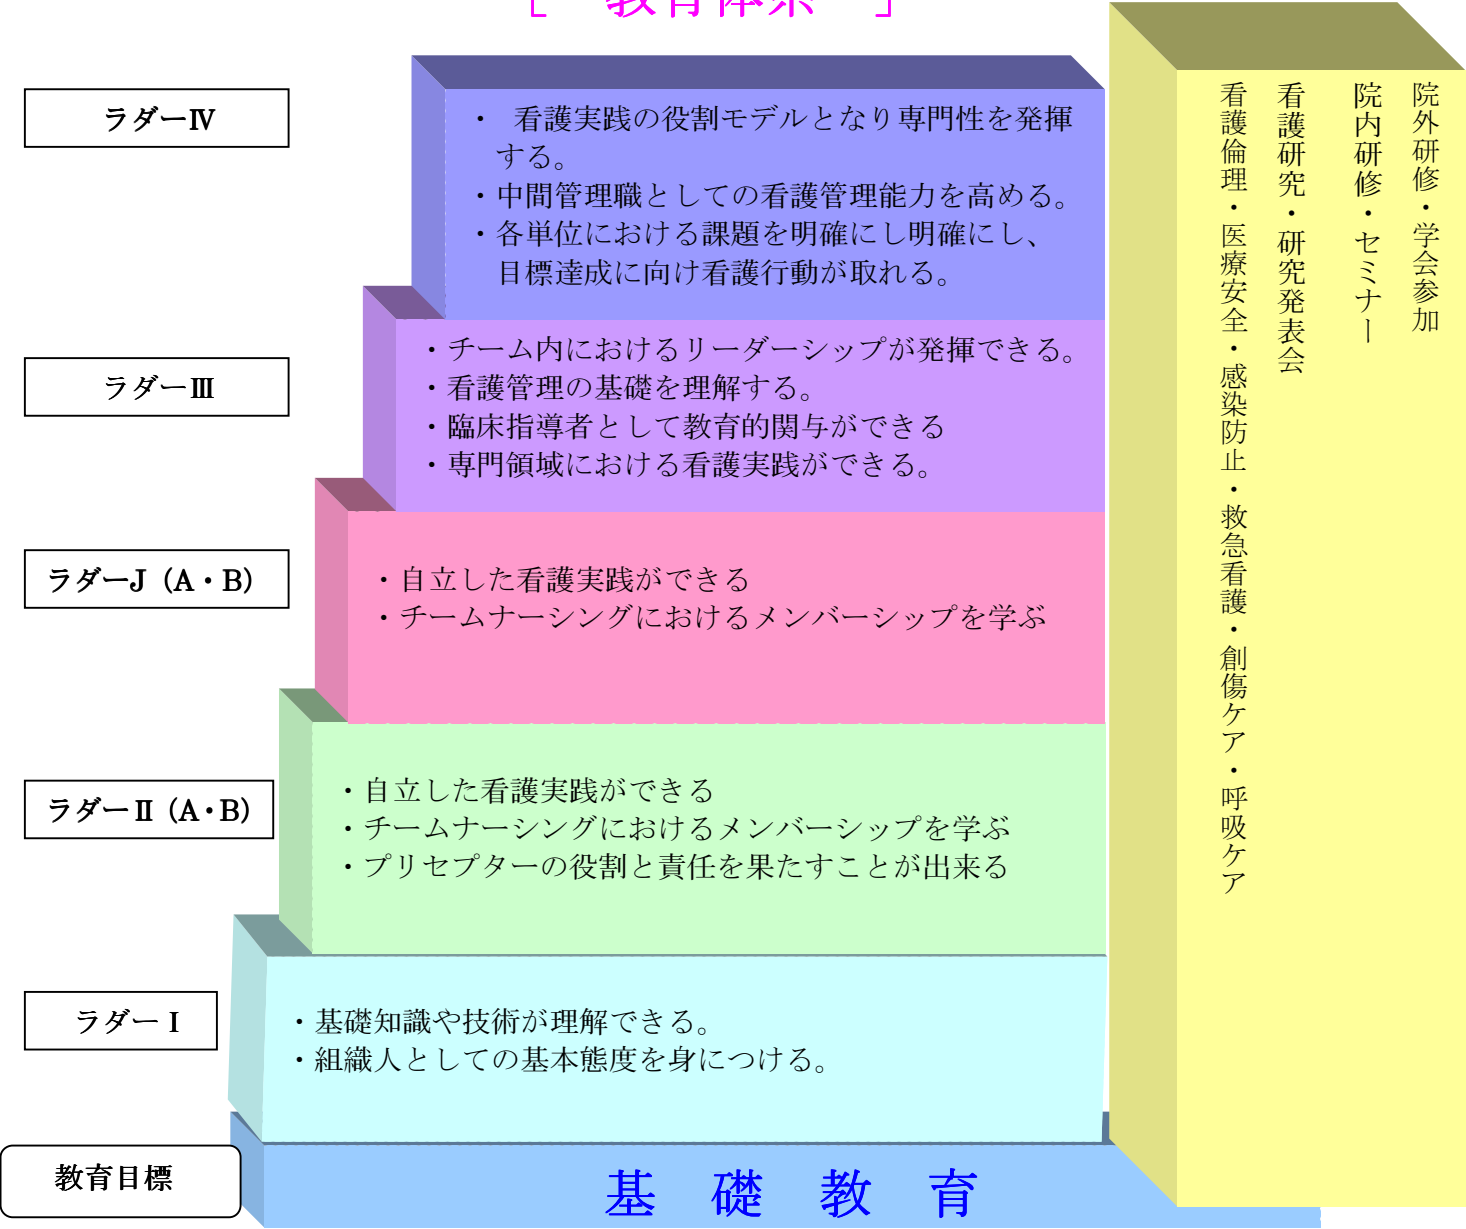 ［　教育体系　］
ラダーⅣ
・　看護実践の役割モデルとなり専門性を発揮
する。
・中間管理職としての看護管理能力を高める。
・各単位における課題を明確にし明確にし、
目標達成に向け看護行動が取れる。
ラダーⅢ
・チーム内におけるリーダーシップが発揮できる。
・看護管理の基礎を理解する。
・臨床指導者として教育的関与ができる
・専門領域における看護実践ができる。
ラダーJ（A・B）
・自立した看護実践ができる
・チームナーシングにおけるメンバーシップを学ぶ
ラダーⅡ（A・B）
・自立した看護実践ができる
・チームナーシングにおけるメンバーシップを学ぶ
・プリセプターの役割と責任を果たすことが出来る
ラダーⅠ
・基礎知識や技術が理解できる。
・組織人としての基本態度を身につける。
教育目標
基　礎　教　育
院外研修・学会参加
院内研修・セミナー
看護研究・研究発表会
看護倫理・医療安全・感染防止・救急看護・創傷ケア・呼吸ケア